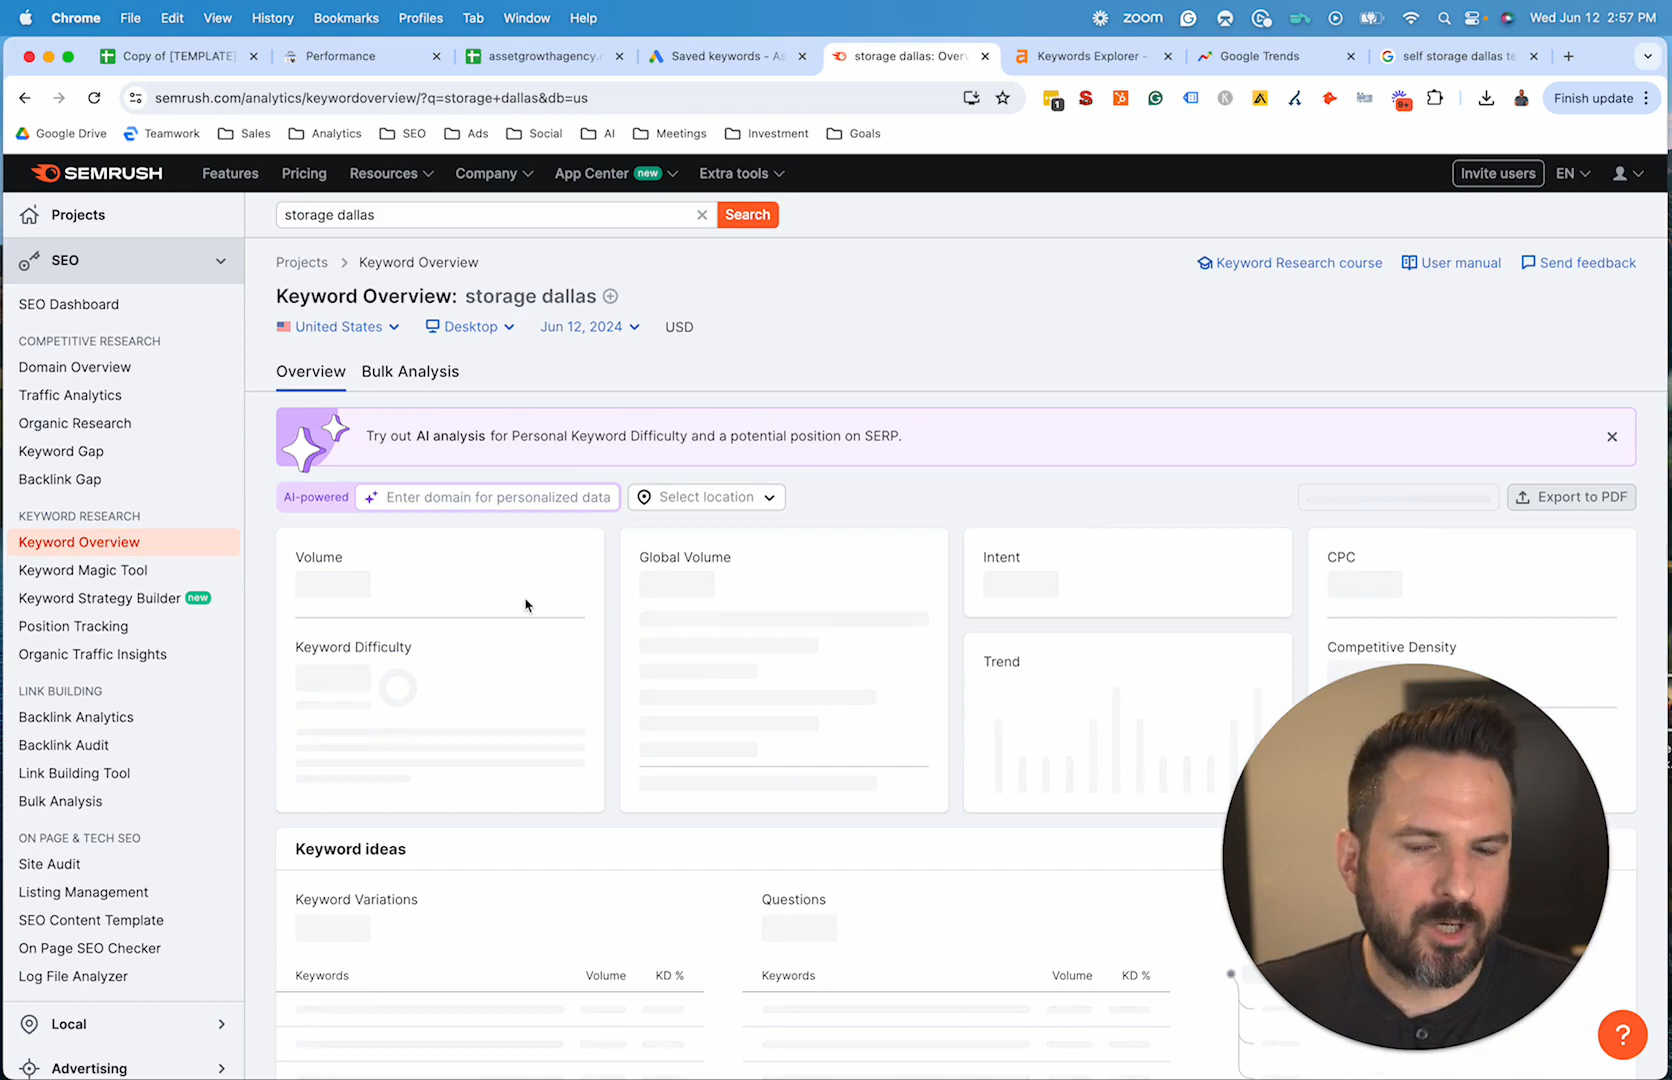 Chrome File Edit View History Bookmarks Profiles Tab Window Help zoom Wed Jun 12 2:57 PM
Copy of [TEMPLATE] Performance assetgrowthagency. Saved keywords - As storage dallas: Overv Keywords Explorer - Google Trends self storage dallas te
semrush.com/analytics/keywordoverview/?q=storage+dallas&db=us 1 9+ Finish update
Google Drive Teamwork Sales Analytics SEO Ads Social AI Meetings Investment Goals
SEMRUSH Features Pricing Resources Company App Center new Extra tools Invite users EN
Projects
storage dallas Search
SEO
Projects > Keyword Overview Keyword Research course User manual Send feedback
Keyword Overview: storage dallas
United States Desktop Jun 12, 2024 USD
SEO Dashboard
COMPETITIVE RESEARCH
Domain Overview
Traffic Analytics
Organic Research
Keyword Gap
Backlink Gap
KEYWORD RESEARCH
Keyword Overview
Keyword Magic Tool
Keyword Strategy Builder new
Position Tracking
Organic Traffic Insights
LINK BUILDING
Backlink Analytics
Backlink Audit
Link Building Tool
Bulk Analysis
ON PAGE & TECH SEO
Site Audit
Listing Management
SEO Content Template
On Page SEO Checker
Log File Analyzer
Local
Advertising
Overview Bulk Analysis
Try out AI analysis for Personal Keyword Difficulty and a potential position on SERP.
AI-powered Enter domain for personalized data Select location Export to PDF
Volume Global Volume Intent CPC
Keyword Difficulty Trend Competitive Density
Keyword ideas
Keyword Variations Questions
Keywords Volume KD % Keywords Volume KD %
?